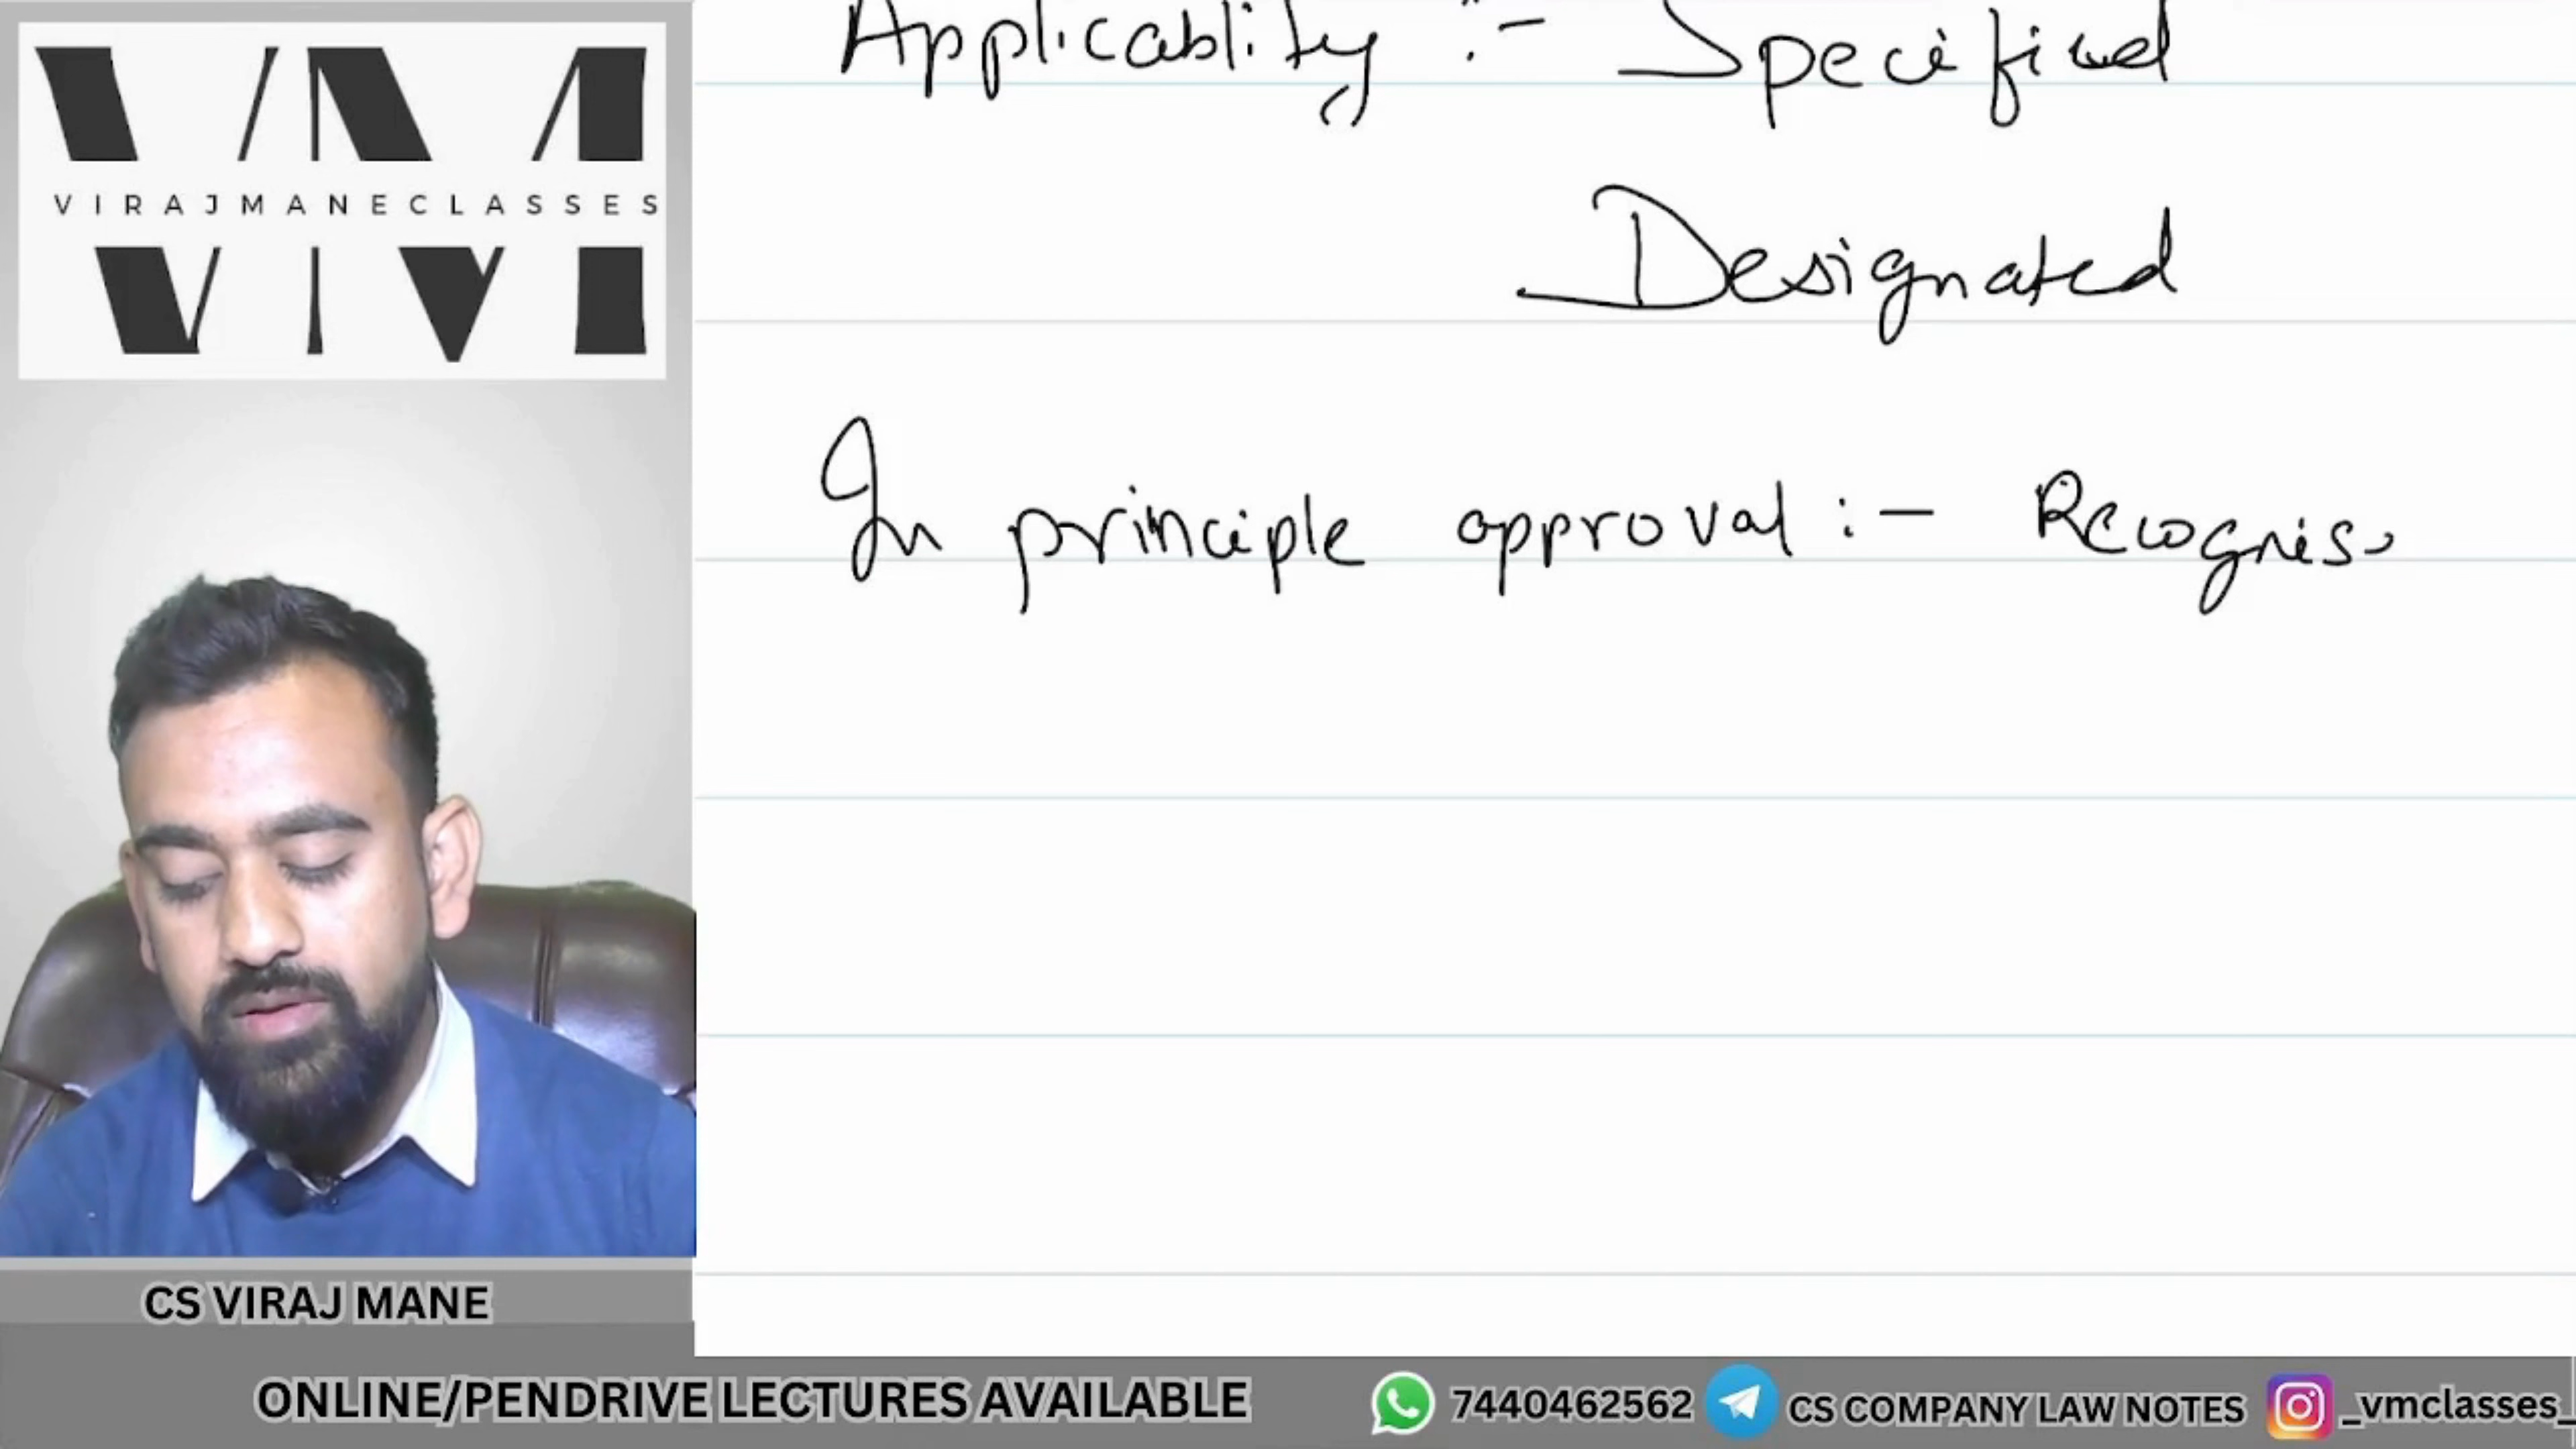 VIRAJMANECLASSES
Applicablity :- Specified
Designated
In principle approval :- Recognis
CS VIRAJ MANE
ONLINE/PENDRIVE LECTURES AVAILABLE
7440462562
CS COMPANY LAW NOTES
_vmclasses_